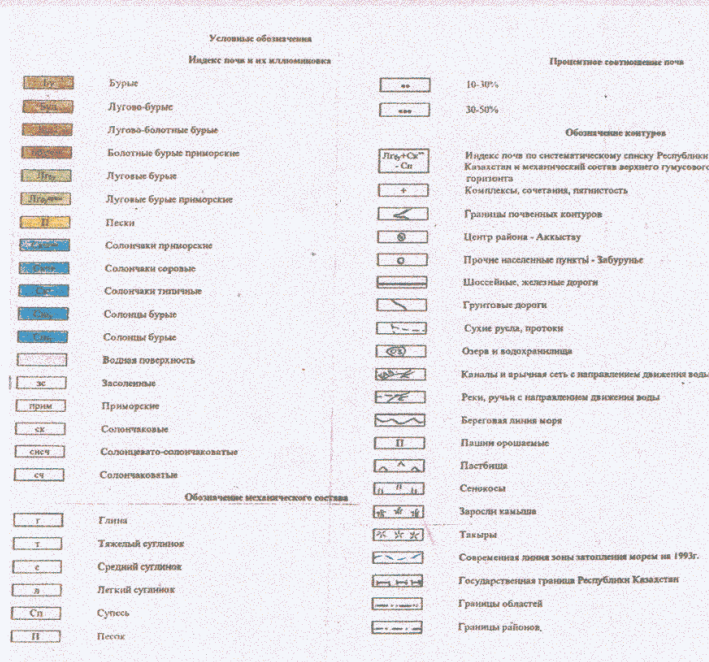 Условные обозначения
Индекс почв и их иллюминовка
Бурые
Лугово-бурые
Лугово-болотные бурые
Болотные бурые приморские
Луговые бурые
Луговые бурые приморские
П Пески
Солончаки приморские
Солончаки соровые
Солончаки типичные
Солонцы бурые
Солонцы бурые
Водная поверхность
зс Засоленные
прим Приморские
ск Солончаковые
снсч Солонцевато-солончаковатые
сч Солончаковатые
Обозначение механического состава
г Глина
т Тяжелый суглинок
с Средний суглинок
л Легкий суглинок
Сп Супесь
П Песок
Процентное соотношение почв
10-30%
30-50%
Обозначение контуров
Индекс почв по систематическому списку Республики
Казахстан и механический состав верхнего гумусового
горизонта
+ Комплексы, сочетания, пятнистость
Границы почвенных контуров
Центр района - Аккыстау
Прочие населенные пункты - Забурунье
Шоссейные, железные дороги
Грунтовые дороги
Сухие русла, протоки
Озера и водохранилища
Каналы и арычная сеть с направлением движения воды
Реки, ручьи с направлением движения воды
Береговая линия моря
П Пашни орошаемые
Пастбища
Сенокосы
Заросли камыша
Такыры
Современная линия зоны затопления морем на 1993г.
Государственная граница Республики Казахстан
Границы областей
Границы районов.